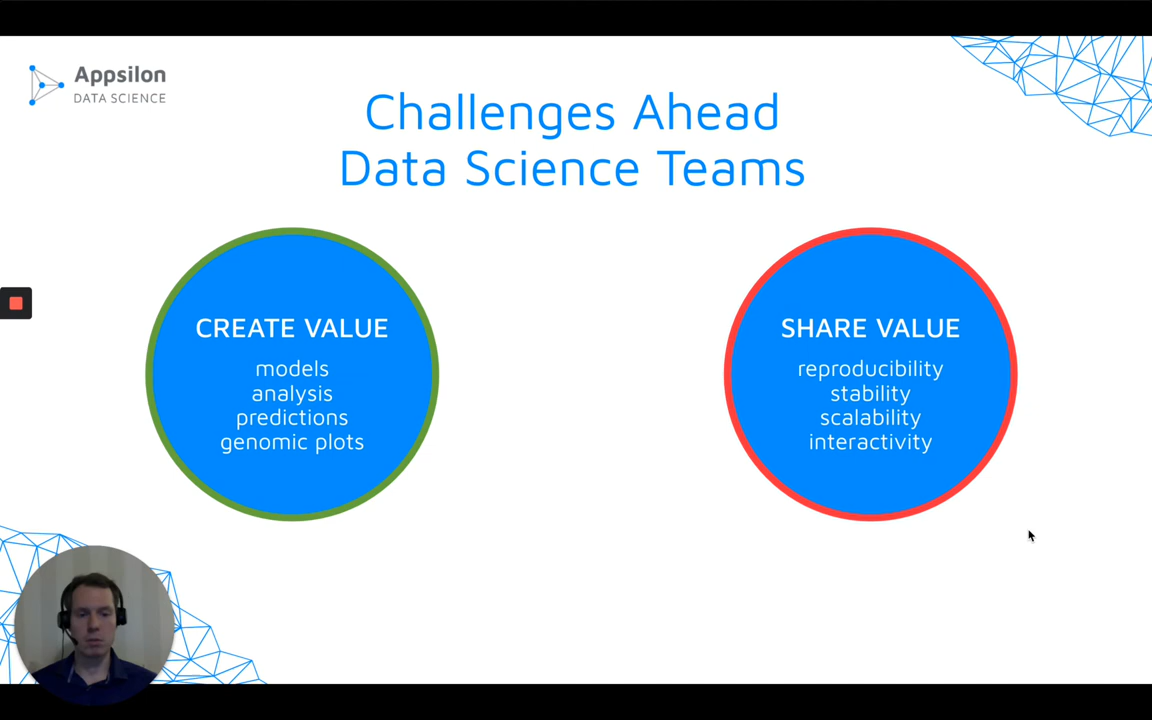 Appsilon
DATA SCIENCE
Challenges Ahead
Data Science Teams
CREATE VALUE
models
analysis
predictions
genomic plots
SHARE VALUE
reproducibility
stability
scalability
interactivity